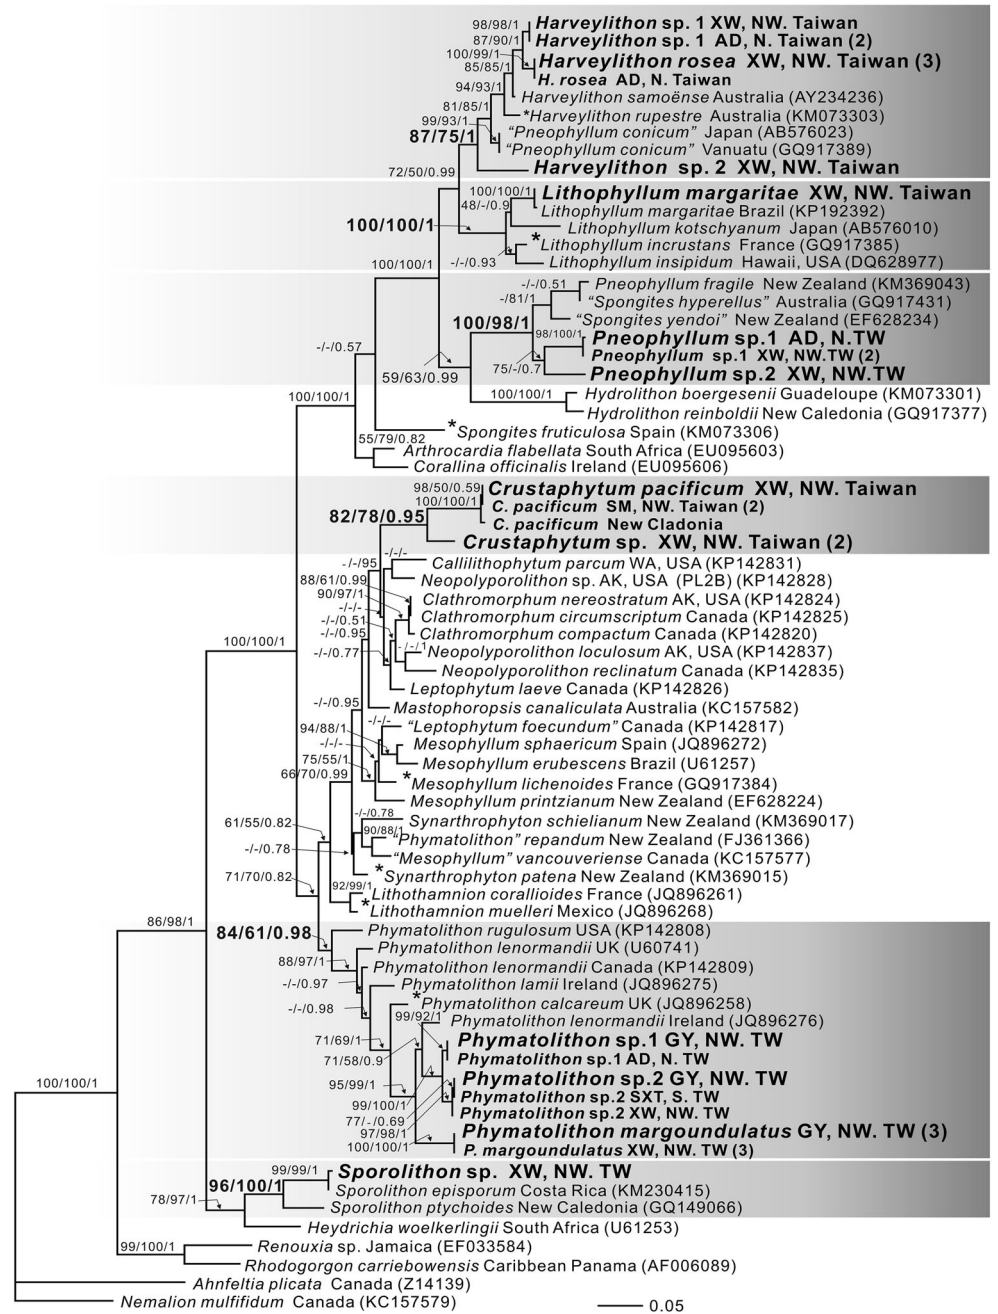 98/98/1
Harveylithon sp. 1 XW, NW. Taiwan
87/90/1
Harveylithon sp. 1 AD, N. Taiwan (2)
100/99/1
Harveylithon rosea XW, NW. Taiwan (3)
85/85/1
H. rosea AD, N. Taiwan
94/93/1
Harveylithon samoënse Australia (AY234236)
81/85/1
*Harveylithon rupestre Australia (KM073303)
99/93/1
“Pneophyllum conicum” Japan (AB576023)
87/75/1
“Pneophyllum conicum” Vanuatu (GQ917389)
72/50/0.99
Harveylithon sp. 2 XW, NW. Taiwan
100/100/1
Lithophyllum margaritae XW, NW. Taiwan
48/-/0.9
Lithophyllum margaritae Brazil (KP192392)
100/100/1
Lithophyllum kotschyanum Japan (AB576010)
*Lithophyllum incrustans France (GQ917385)
-/-/0.93
Lithophyllum insipidum Hawaii, USA (DQ628977)
100/100/1
-/-/0.51
Pneophyllum fragile New Zealand (KM369043)
-/81/1
“Spongites hyperellus” Australia (GQ917431)
100/98/1
“Spongites yendoi” New Zealand (EF628234)
98/100/1
Pneophyllum sp.1 AD, N.TW
-/-/0.57
Pneophyllum sp.1 XW, NW.TW (2)
59/63/0.99
75/-/0.7
Pneophyllum sp.2 XW, NW.TW
100/100/1
100/100/1
Hydrolithon boergesenii Guadeloupe (KM073301)
Hydrolithon reinboldii New Caledonia (GQ917377)
*Spongites fruticulosa Spain (KM073306)
55/79/0.82
Arthrocardia flabellata South Africa (EU095603)
Corallina officinalis Ireland (EU095606)
98/50/0.59
Crustaphytum pacificum XW, NW. Taiwan
100/100/1
C. pacificum SM, NW. Taiwan (2)
82/78/0.95
C. pacificum New Cladonia
Crustaphytum sp. XW, NW. Taiwan (2)
-/-/-
-/-/95
Callilithophytum parcum WA, USA (KP142831)
88/61/0.99
Neopolyporolithon sp. AK, USA (PL2B) (KP142828)
90/97/1
Clathromorphum nereostratum AK, USA (KP142824)
-/-/-
Clathromorphum circumscriptum Canada (KP142825)
-/-/0.51
-/-/0.95
Clathromorphum compactum Canada (KP142820)
-/-/0.77
-/-/1
Neopolyporolithon loculosum AK, USA (KP142837)
Neopolyporolithon reclinatum Canada (KP142835)
100/100/1
Leptophytum laeve Canada (KP142826)
-/-/0.95
Mastophoropsis canaliculata Australia (KC157582)
-/-/-
94/88/1
“Leptophytum foecundum” Canada (KP142817)
-/-/-
Mesophyllum sphaericum Spain (JQ896272)
75/55/1
Mesophyllum erubescens Brazil (U61257)
66/70/0.99
*Mesophyllum lichenoides France (GQ917384)
Mesophyllum printzianum New Zealand (EF628224)
-/-/0.78
61/55/0.82
Synarthrophyton schielianum New Zealand (KM369017)
90/88/1
“Phymatolithon” repandum New Zealand (FJ361366)
-/-/0.78
“Mesophyllum” vancouveriense Canada (KC157577)
71/70/0.82
*Synarthrophyton patena New Zealand (KM369015)
92/99/1
Lithothamnion corallioides France (JQ896261)
*Lithothamnion muelleri Mexico (JQ896268)
86/98/1
84/61/0.98
Phymatolithon rugulosum USA (KP142808)
Phymatolithon lenormandii UK (U60741)
88/97/1
Phymatolithon lenormandii Canada (KP142809)
-/-/0.97
Phymatolithon lamii Ireland (JQ896275)
-/-/0.98
*Phymatolithon calcareum UK (JQ896258)
99/92/1
Phymatolithon lenormandii Ireland (JQ896276)
71/69/1
Phymatolithon sp.1 GY, NW. TW
71/58/0.9
Phymatolithon sp.1 AD, N. TW
100/100/1
95/99/1
Phymatolithon sp.2 GY, NW. TW
99/100/1
Phymatolithon sp.2 SXT, S. TW
77/-/0.69
Phymatolithon sp.2 XW, NW. TW
97/98/1
Phymatolithon margoundulatus GY, NW. TW (3)
100/100/1
P. margoundulatus XW, NW. TW (3)
99/99/1
Sporolithon sp. XW, NW. TW
96/100/1
Sporolithon episporum Costa Rica (KM230415)
78/97/1
Sporolithon ptychoides New Caledonia (GQ149066)
Heydrichia woelkerlingii South Africa (U61253)
99/100/1
Renouxia sp. Jamaica (EF033584)
Rhodogorgon carriebowensis Caribbean Panama (AF006089)
Ahnfeltia plicata Canada (Z14139)
Nemalion mulfifidum Canada (KC157579)
0.05